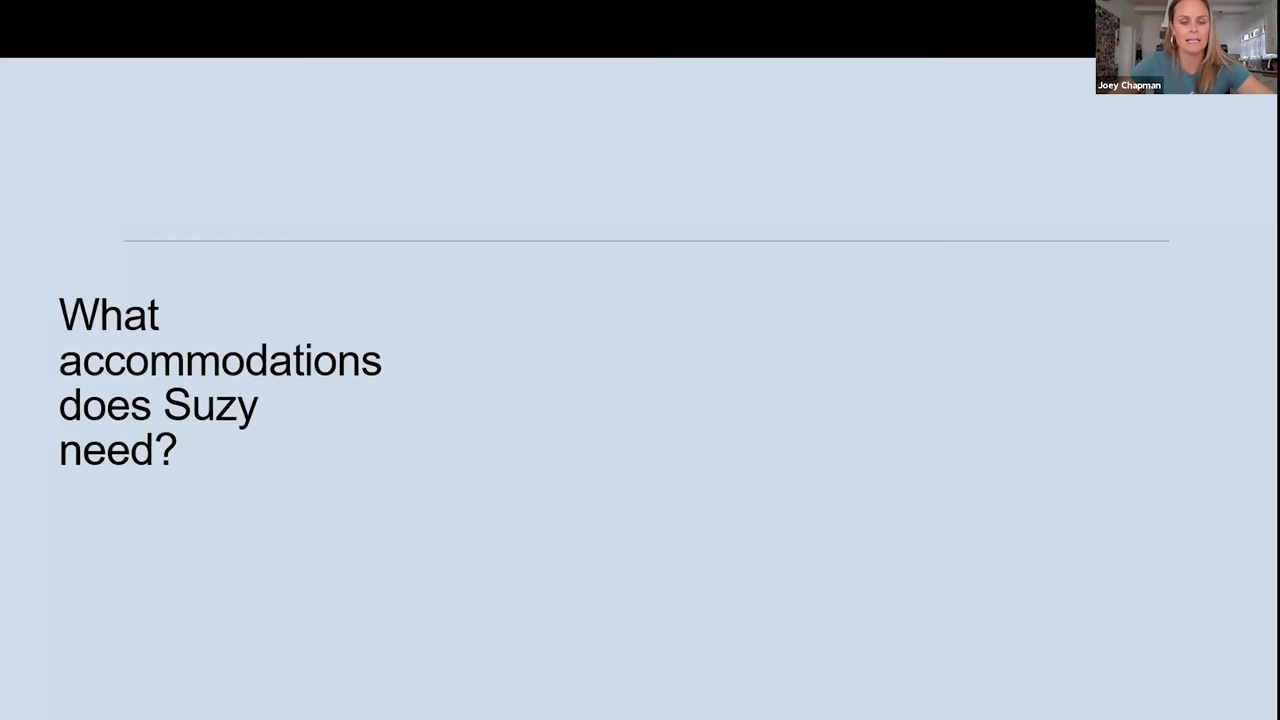 Joey Chapman
What
accommodations
does Suzy
need?